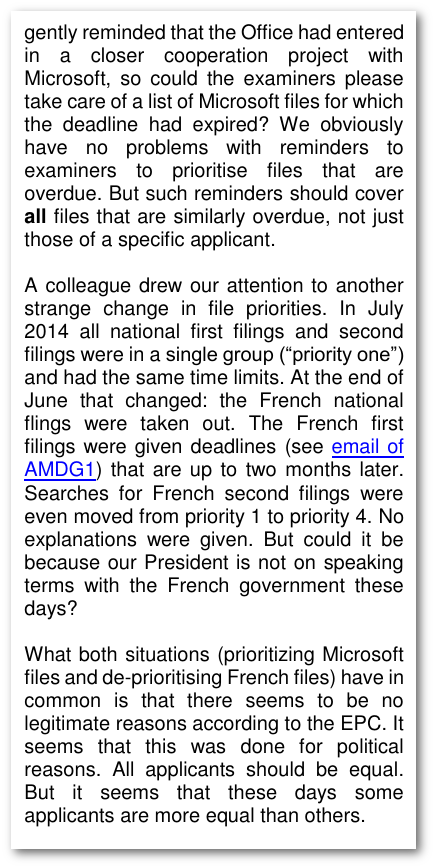 gently reminded that the Office had entered
in a closer cooperation project with
Microsoft, so could the examiners please
take care of a list of Microsoft files for which
the deadline had expired? We obviously
have no problems with reminders to
examiners to prioritise files that are
overdue. But such reminders should cover
all files that are similarly overdue, not just
those of a specific applicant.
A colleague drew our attention to another
strange change in file priorities. In July
2014 all national first filings and second
filings were in a single group (“priority one”)
and had the same time limits. At the end of
June that changed: the French national
flings were taken out. The French first
filings were given deadlines (see email of
AMDG1) that are up to two months later.
Searches for French second filings were
even moved from priority 1 to priority 4. No
explanations were given. But could it be
because our President is not on speaking
terms with the French government these
days?
What both situations (prioritizing Microsoft
files and de-prioritising French files) have in
common is that there seems to be no
legitimate reasons according to the EPC. It
seems that this was done for political
reasons. All applicants should be equal.
But it seems that these days some
applicants are more equal than others.